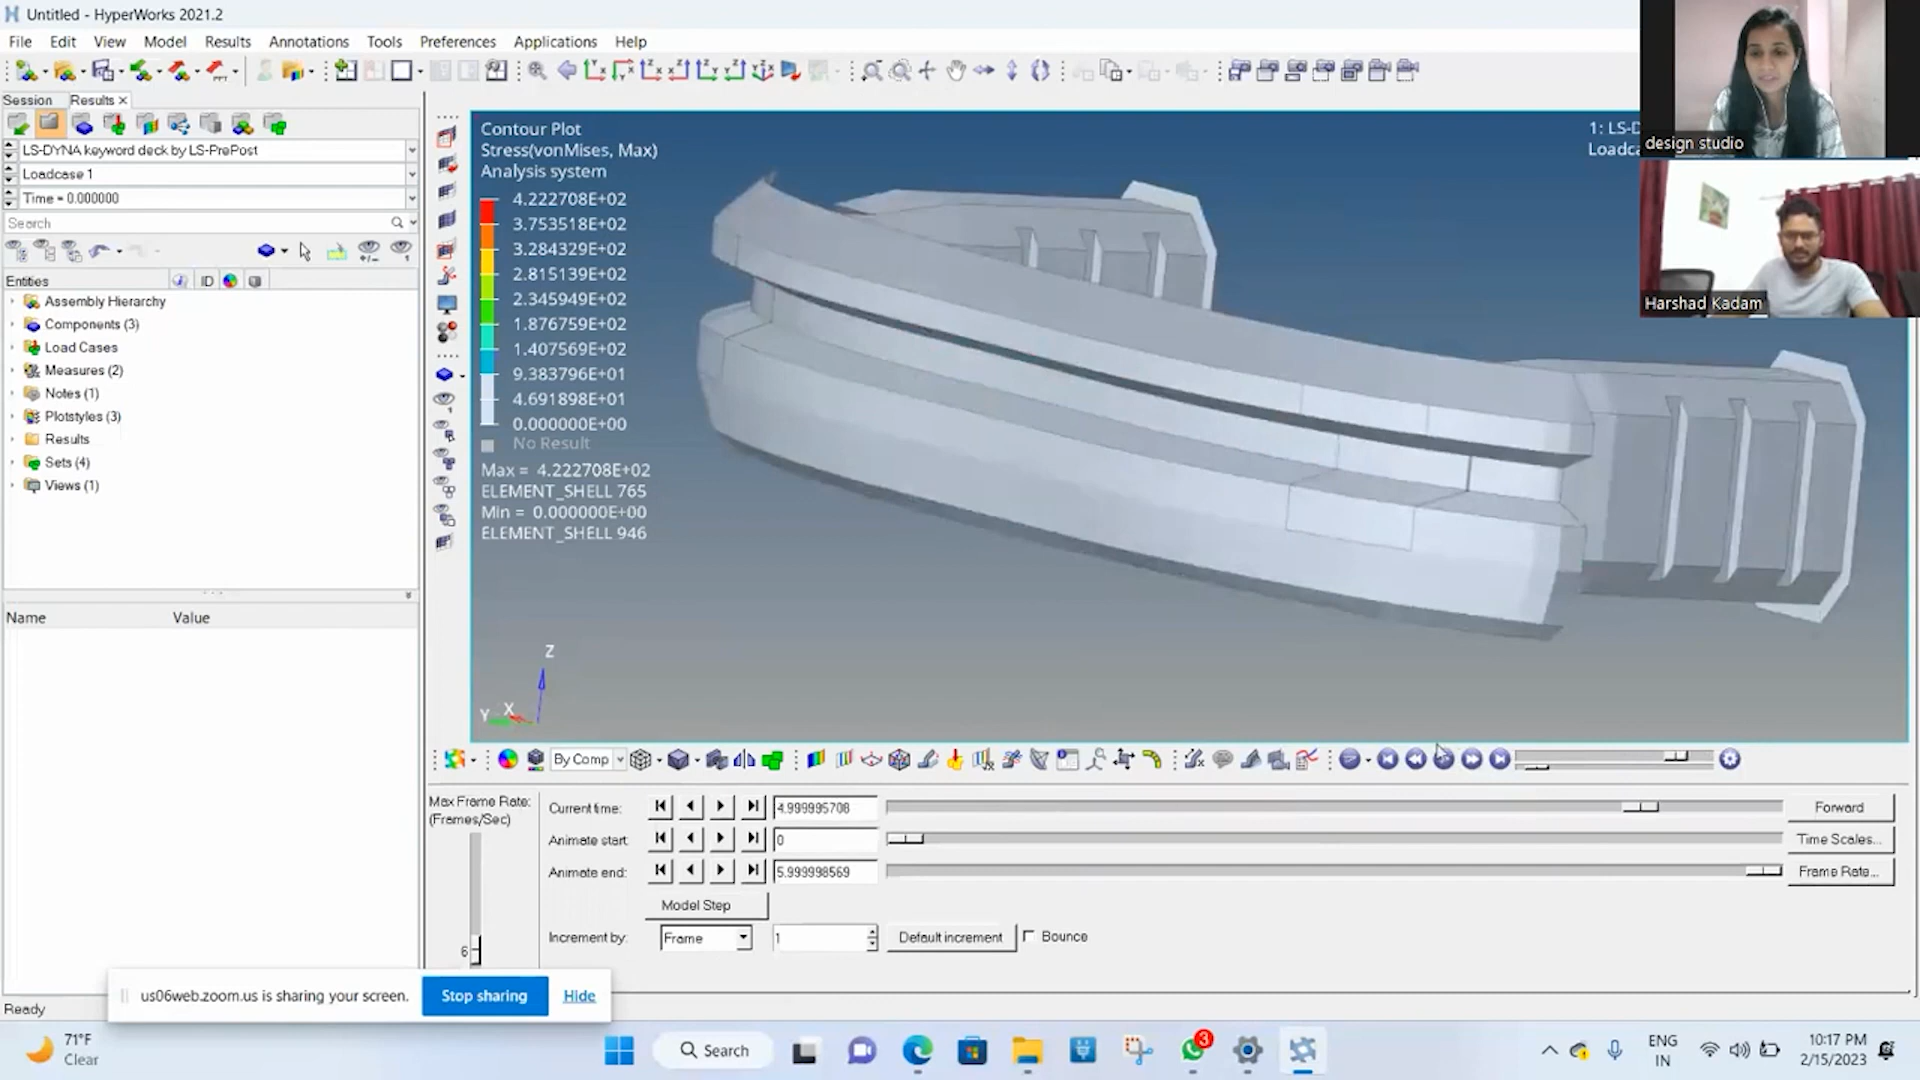 Untitled - HyperWorks 2021.2
File Edit View Model Results Annotations Tools Preferences Applications Help
Session Results
LS-DYNA keyword deck by LS-PrePost
Loadcase 1
Time = 0.000000
Search
Entities ID
Assembly Hierarchy
Components (3)
Load Cases
Measures (2)
Notes (1)
Plotstyles (3)
Results
Sets (4)
Views (1)
Name Value
Contour Plot
Stress(vonMises, Max)
Analysis system
4.222708E+02
3.753518E+02
3.284329E+02
2.815139E+02
2.345949E+02
1.876759E+02
1.407569E+02
9.383796E+01
4.691898E+01
0.000000E+00
No Result
Max = 4.222708E+02
ELEMENT_SHELL 765
Min = 0.000000E+00
ELEMENT_SHELL 946
1: LS-D
Loadca
design studio
Harshad Kadam
Z
Y X
By Comp
Max Frame Rate:
(Frames/Sec)
6
Current time: 4.999995708 Forward
Animate start: 0 Time Scales...
Animate end: 5.999998569 Frame Rate...
Model Step
Increment by: Frame 1 Default increment Bounce
us06web.zoom.us is sharing your screen. Stop sharing Hide
Ready
71°F
Clear
Search
3
ENG
IN
10:17 PM
2/15/2023